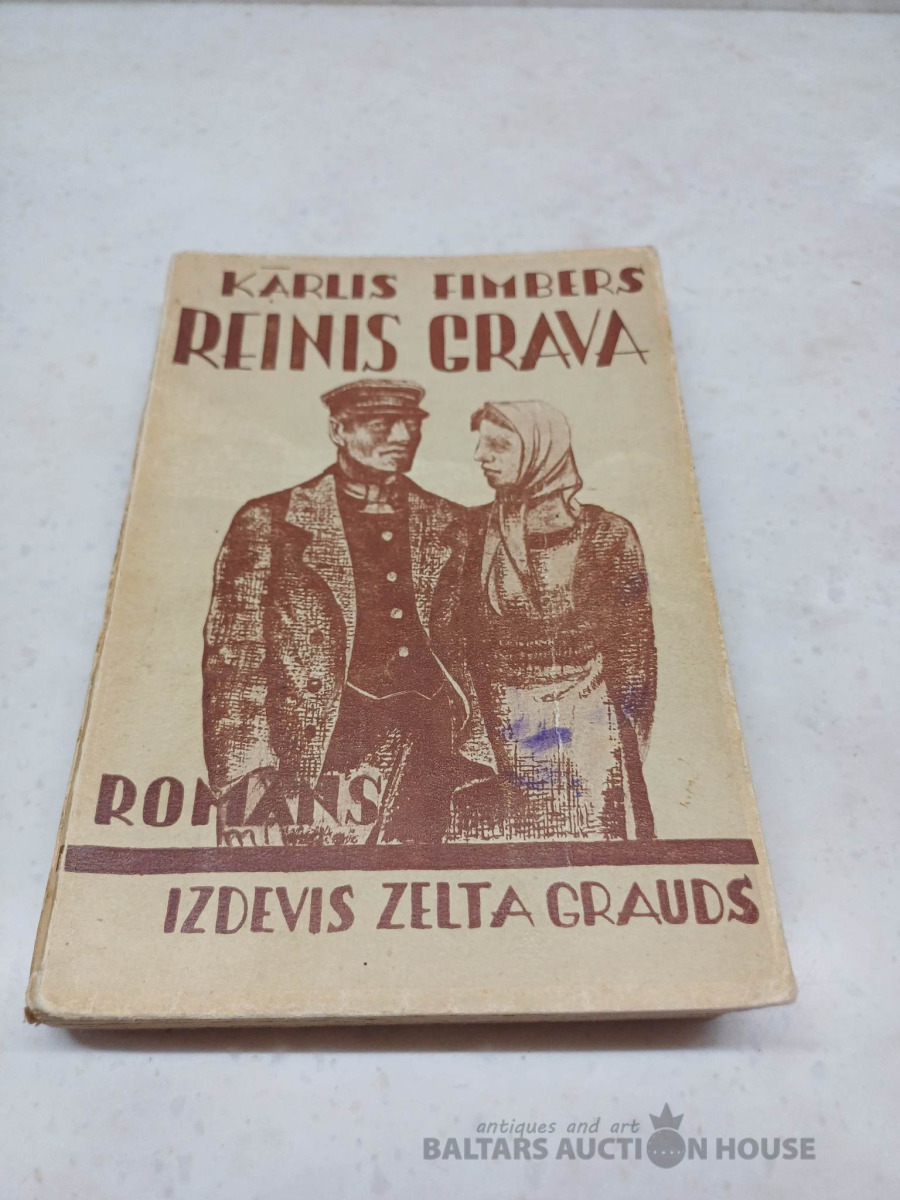 KĀRLIS FIMBERS
REINIS GRAVA
ROMĀNS
IZDEVIS ZELTA GRAUDS
antiques and art
BALTARS AUCTION HOUSE